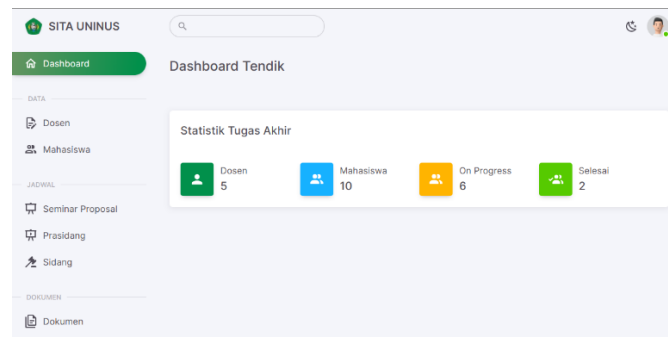 SITA UNINUS
Dashboard
DATA
Dosen
Mahasiswa
JADWAL
Seminar Proposal
Prasidang
Sidang
DOKUMEN
Dokumen
Dashboard Tendik
Statistik Tugas Akhir
Dosen
5
Mahasiswa
10
On Progress
6
Selesai
2